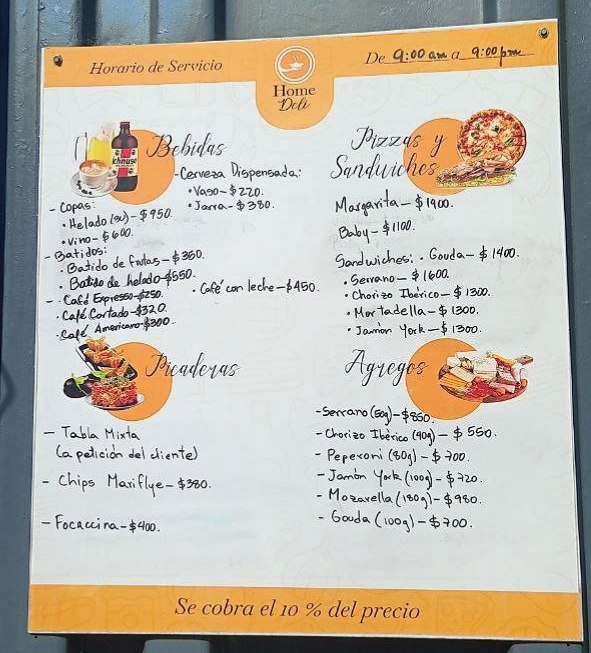 Horario de Servicio
De 9:00 am a 9:00 pm
Home
Deli
Bebidas
-Cerveza Dispensada:
• Vaso-$220.
• Jarra-$380.
- Copas:
• Helado (3u)-$950.
• Vino-$600.
- Batidos:
• Batido de frutas-$360.
• Batido de helado-$550.
- Café Expresso-$250.
• Café Cortado-$320.
• Café Americano-$300.
• Café con leche-$450.
Pizzas y
Sandwiches
Margarita-$1900.
Baby-$1100.
Sandwiches: • Gouda-$1400.
• Serrano-$1600.
• Chorizo Ibérico-$1300.
• Mortadella-$1300.
• Jamón York-$1300.
Picaderas
- Tabla Mixta
(a petición del cliente)
- Chips Mariflye-$380.
- Focaccina-$400.
Agregos
-Serrano (50g)-$850.
- Chorizo Ibérico (40g)-$550.
- Peperoni (80g)-$700.
- Jamón York (100g)-$720.
- Mozarella (180g)-$980.
- Gouda (100g)-$700.
Se cobra el 10 % del precio